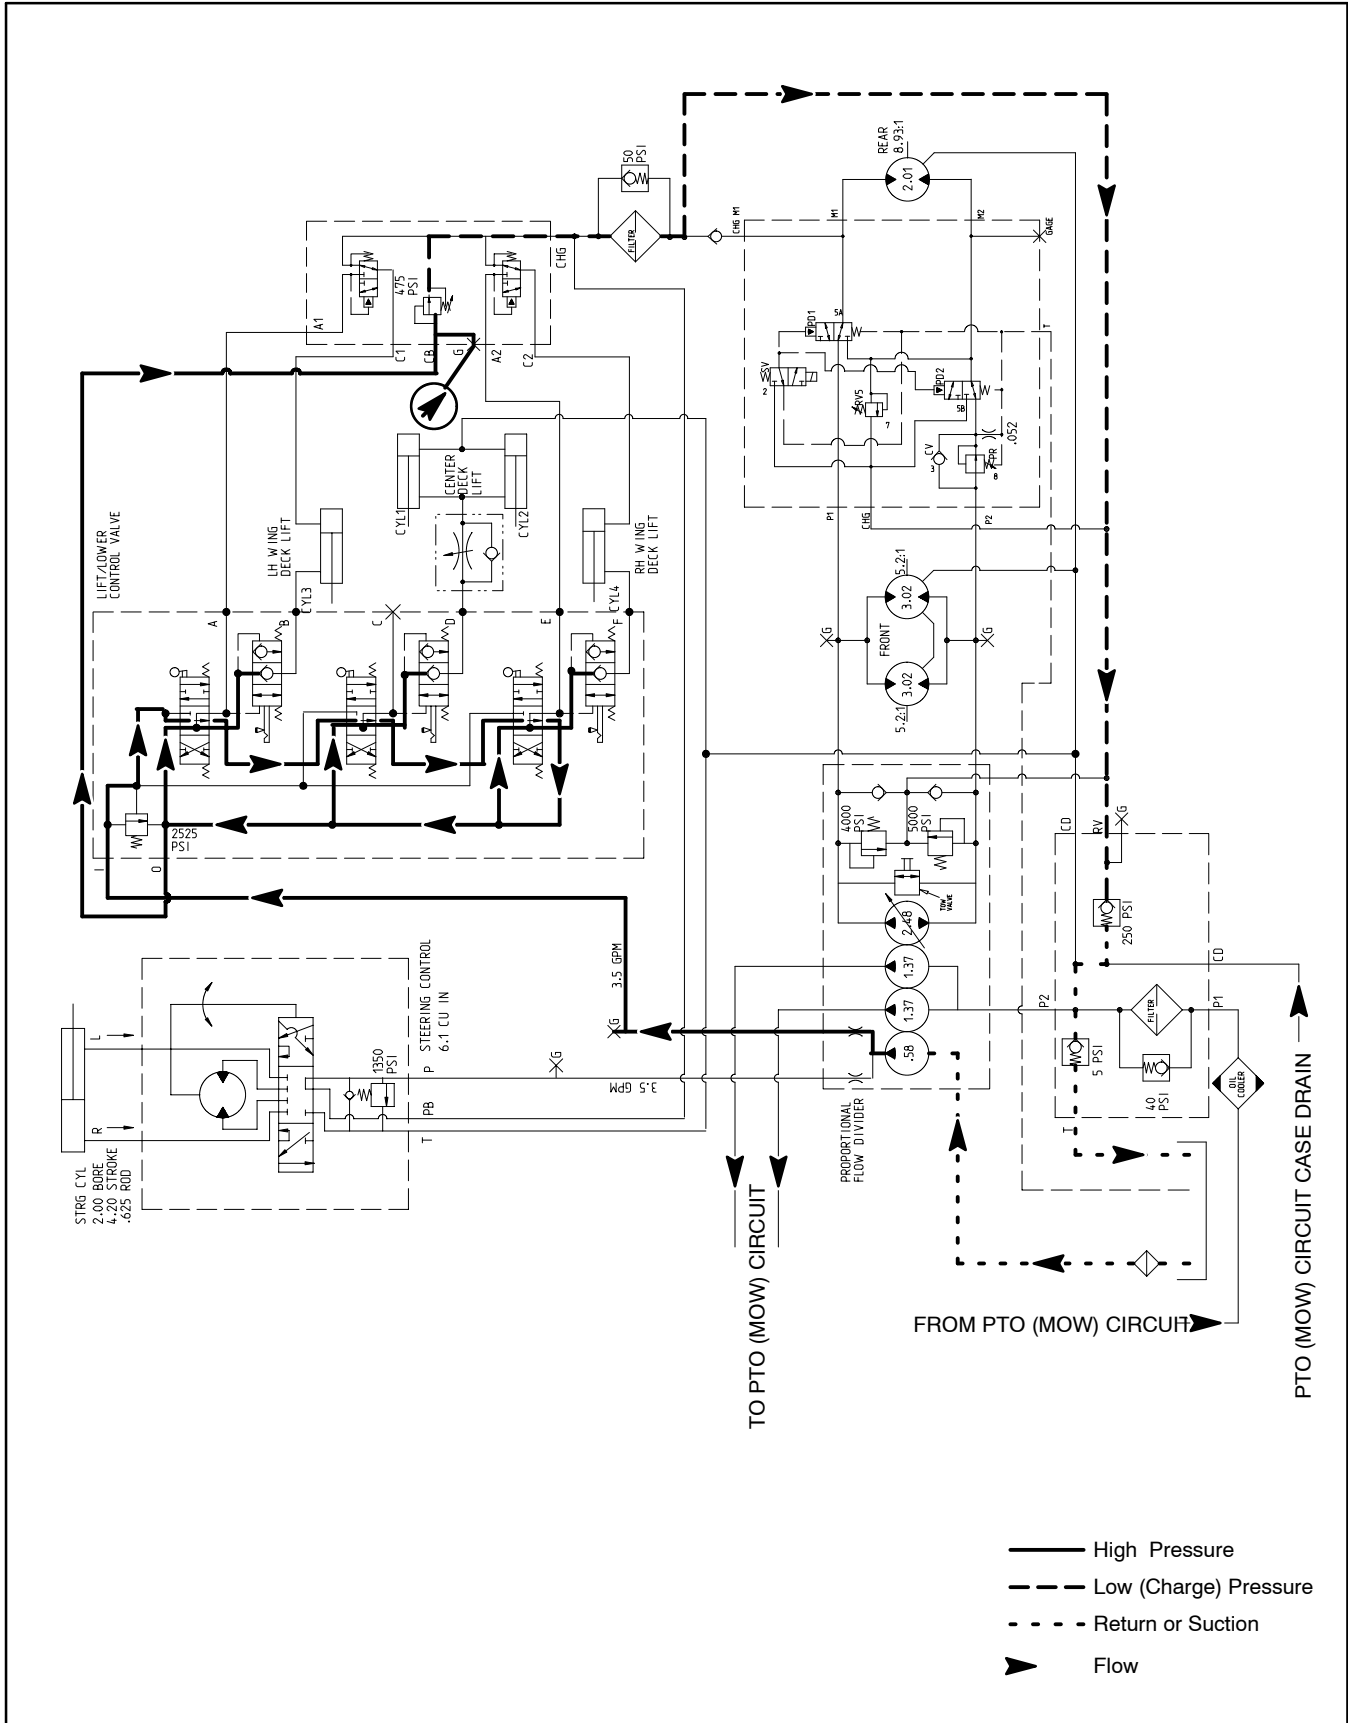 REAR
8.93:1
2.01
50
PSI
FILTER
CHG M1
M1
M2
GAGE
CHG
A1
475
PSI
C1
CB
G
A2
C2
PD1
5A
SV
2
RV5
7
PD2
5B
CV
3
PR
8
.052
T
P1
CHG
P2
LIFT/LOWER
CONTROL VALVE
LH WING
DECK LIFT
CYL3
CYL1
CENTER
DECK
LIFT
CYL2
RH WING
DECK LIFT
CYL4
A
B
C
D
E
F
2525
PSI
I
O
G
G
FRONT
3.02
5.2:1
3.02
5.2:1
4000
PSI
5000
PSI
TOW
VALVE
2.48
1.37
1.37
.58
CD
RV
G
250 PSI
CD
P2
P1
FILTER
5 PSI
40
PSI
OIL
COOLER
T
3.5 GPM
G
G
3.5 GPM
STEERING CONTROL
6.1 CU IN
P
PB
T
1350
PSI
L
R
STRG CYL
2.00 BORE
4.20 STROKE
.625 ROD
PROPORTIONAL
FLOW DIVIDER
TO PTO (MOW) CIRCUIT
FROM PTO (MOW) CIRCUIT
PTO (MOW) CIRCUIT CASE DRAIN
High Pressure
Low (Charge) Pressure
Return or Suction
Flow